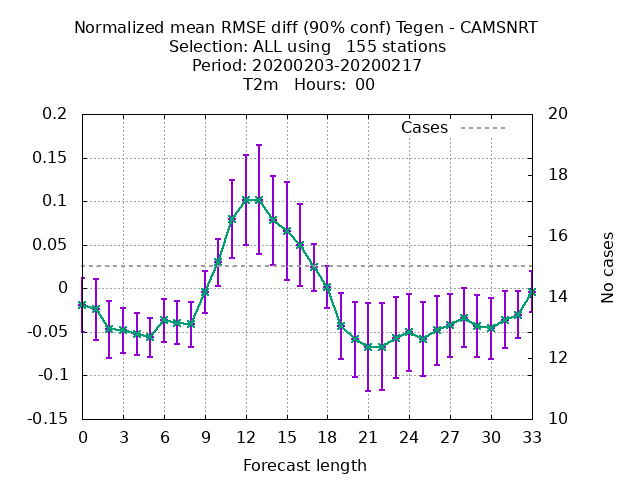 Normalized mean RMSE diff (90% conf) Tegen - CAMSNRT
Selection: ALL using   155 stations
Period: 20200203-20200217
T2m   Hours:  00
0.2
0.15
0.1
0.05
0
-0.05
-0.1
-0.15
Cases
20
18
16
14
12
10
No cases
0 3 6 9 12 15 18 21 24 27 30 33
Forecast length